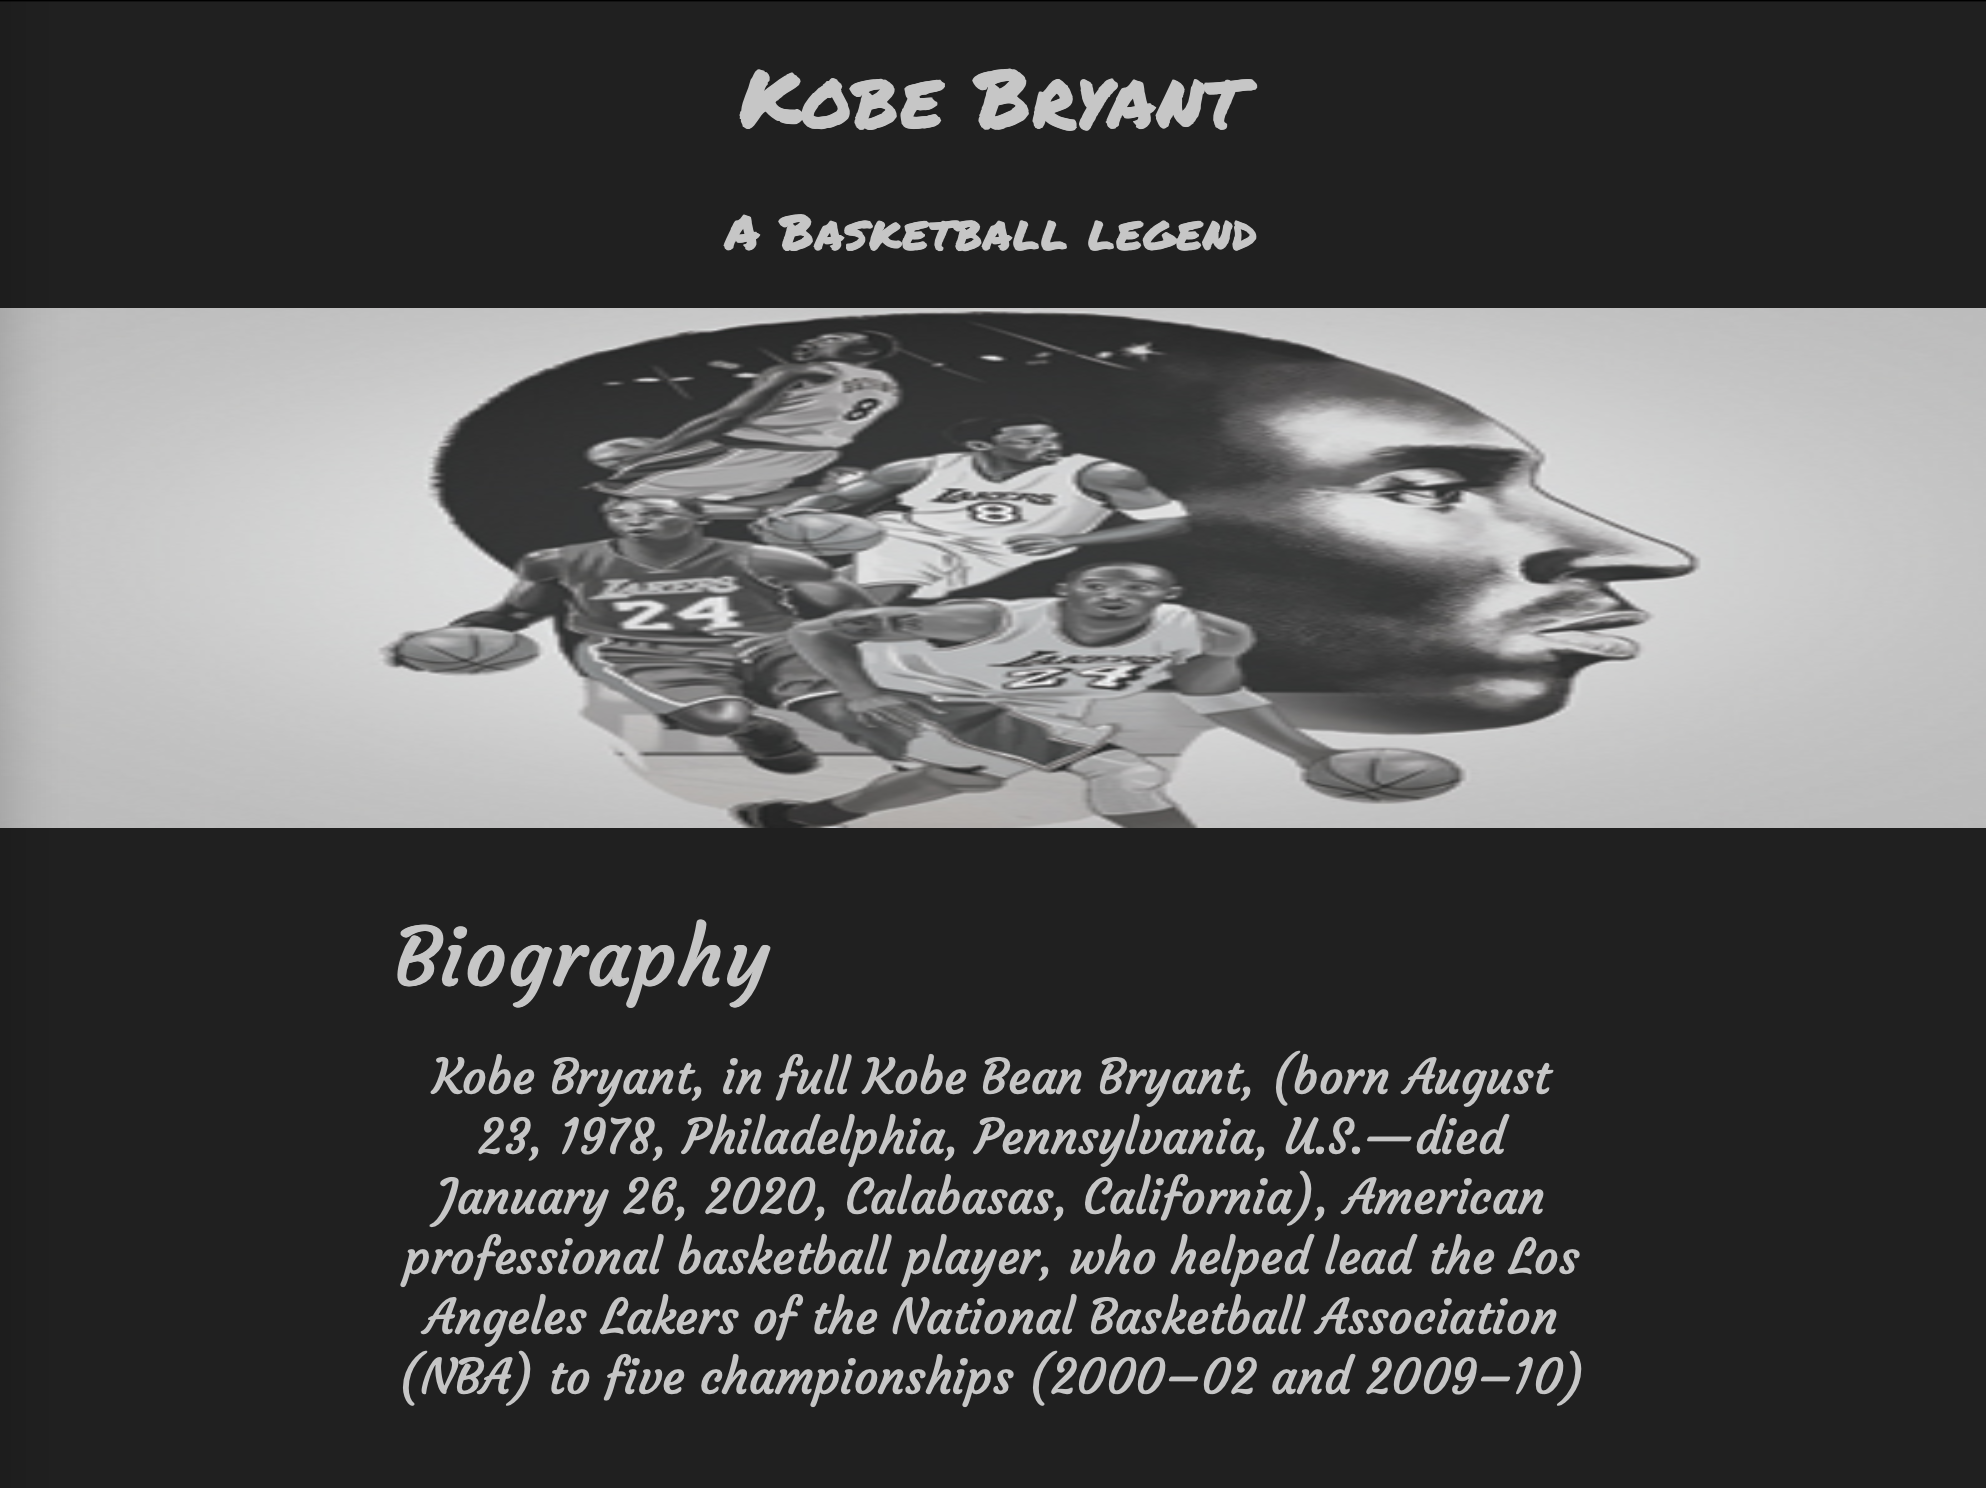 Kobe Bryant
A Basketball legend
8
LAKERS
8
LAKERS
24
LAKERS
24
Biography
Kobe Bryant, in full Kobe Bean Bryant, (born August
23, 1978, Philadelphia, Pennsylvania, U.S.—died
January 26, 2020, Calabasas, California), American
professional basketball player, who helped lead the Los
Angeles Lakers of the National Basketball Association
(NBA) to five championships (2000–02 and 2009–10)